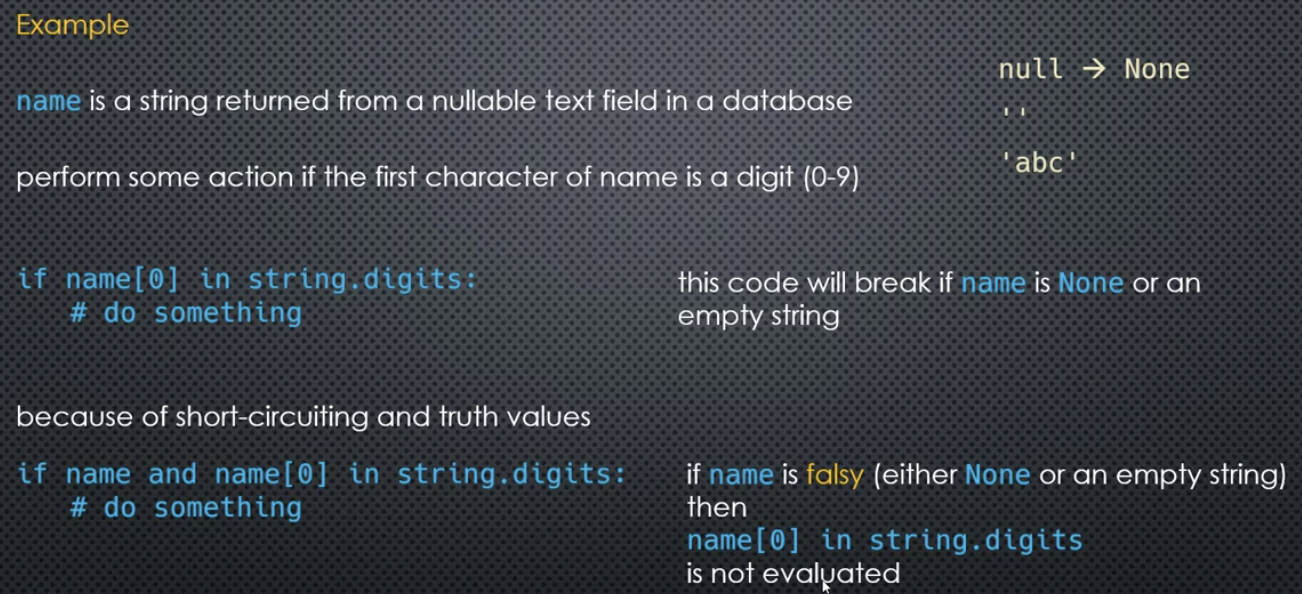 Example
null → None
name is a string returned from a nullable text field in a database
''
'abc'
perform some action if the first character of name is a digit (0-9)
if name[0] in string.digits:
# do something
this code will break if name is None or an
empty string
because of short-circuiting and truth values
if name and name[0] in string.digits:
# do something
if name is falsy (either None or an empty string)
then
name[0] in string.digits
is not evaluated